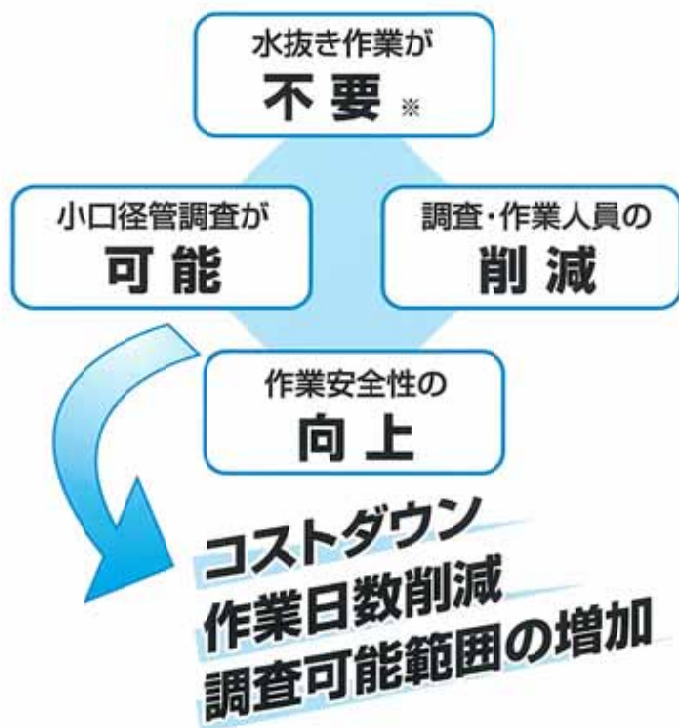 水抜き作業が
不要 ※
小口径管調査が
可能
調査・作業人員の
削減
作業安全性の
向上
コストダウン
作業日数削減
調査可能範囲の増加